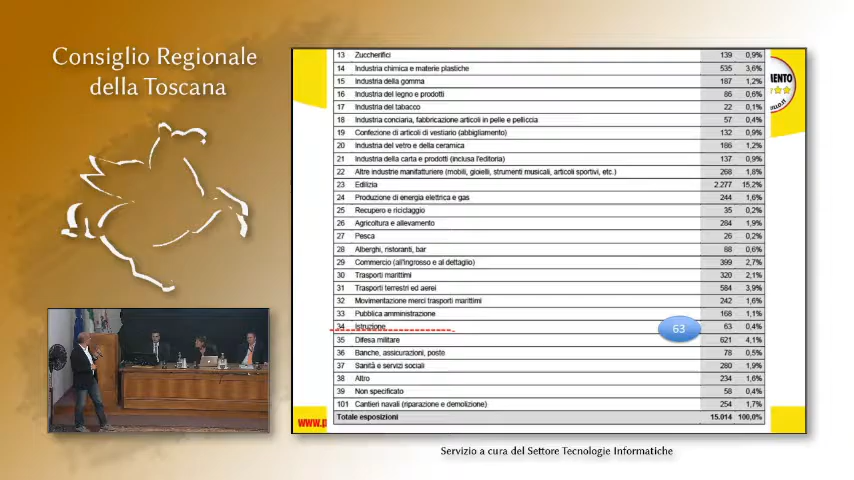 Consiglio Regionale
della Toscana
13 Zuccherifici 139 0,9%
14 Industria chimica e materie plastiche 535 3,6%
15 Industria della gomma 187 1,2%
16 Industria del legno e prodotti 86 0,6%
17 Industria del tabacco 22 0,1%
18 Industria conciaria, fabbricazione articoli in pelle e pelliccia 57 0,4%
19 Confezione di articoli di vestiario (abbigliamento) 132 0,9%
20 Industria del vetro e della ceramica 186 1,2%
21 Industria della carta e prodotti (inclusa l'editoria) 137 0,9%
22 Altre industrie manifatturiere (mobili, gioielli, strumenti musicali, articoli sportivi, etc.) 268 1,8%
23 Edilizia 2.277 15,2%
24 Produzione di energia elettrica e gas 244 1,6%
25 Recupero e riciclaggio 35 0,2%
26 Agricoltura e allevamento 284 1,9%
27 Pesca 26 0,2%
28 Alberghi, ristoranti, bar 88 0,6%
29 Commercio (all'ingrosso e al dettaglio) 399 2,7%
30 Trasporti marittimi 320 2,1%
31 Trasporti terrestri ed aerei 584 3,9%
32 Movimentazione merci trasporti marittimi 242 1,6%
33 Pubblica amministrazione 168 1,1%
34 Istruzione 63 63 0,4%
35 Difesa militare 621 4,1%
36 Banche, assicurazioni, poste 78 0,5%
37 Sanità e servizi sociali 280 1,9%
38 Altro 234 1,6%
39 Non specificato 58 0,4%
101 Cantieri navali (riparazione e demolizione) 254 1,7%
Totale esposizioni 15.014 100,0%
Servizio a cura del Settore Tecnologie Informatiche